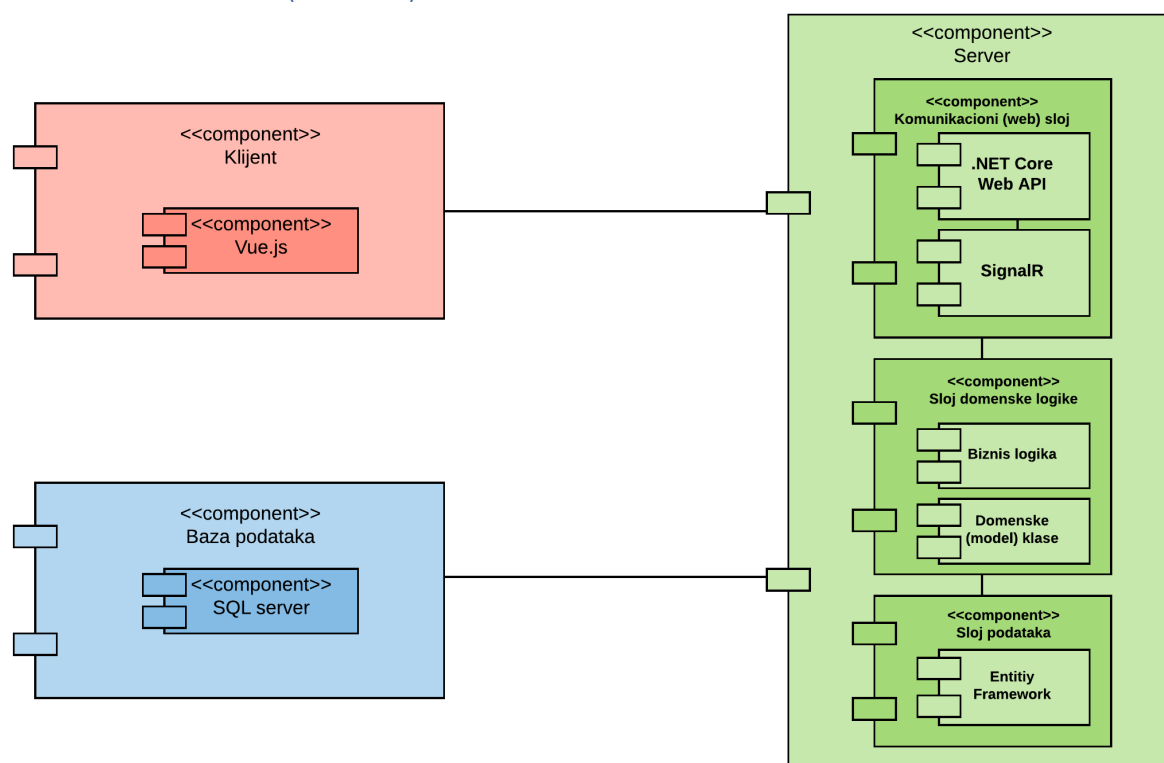 <<component>>
Klijent
<<component>>
Vue.js
<<component>>
Baza podataka
<<component>>
SQL server
<<component>>
Server
<<component>>
Komunikacioni (web) sloj
.NET Core
Web API
SignalR
<<component>>
Sloj domenske logike
Biznis logika
Domenske
(model) klase
<<component>>
Sloj podataka
Entitiy
Framework